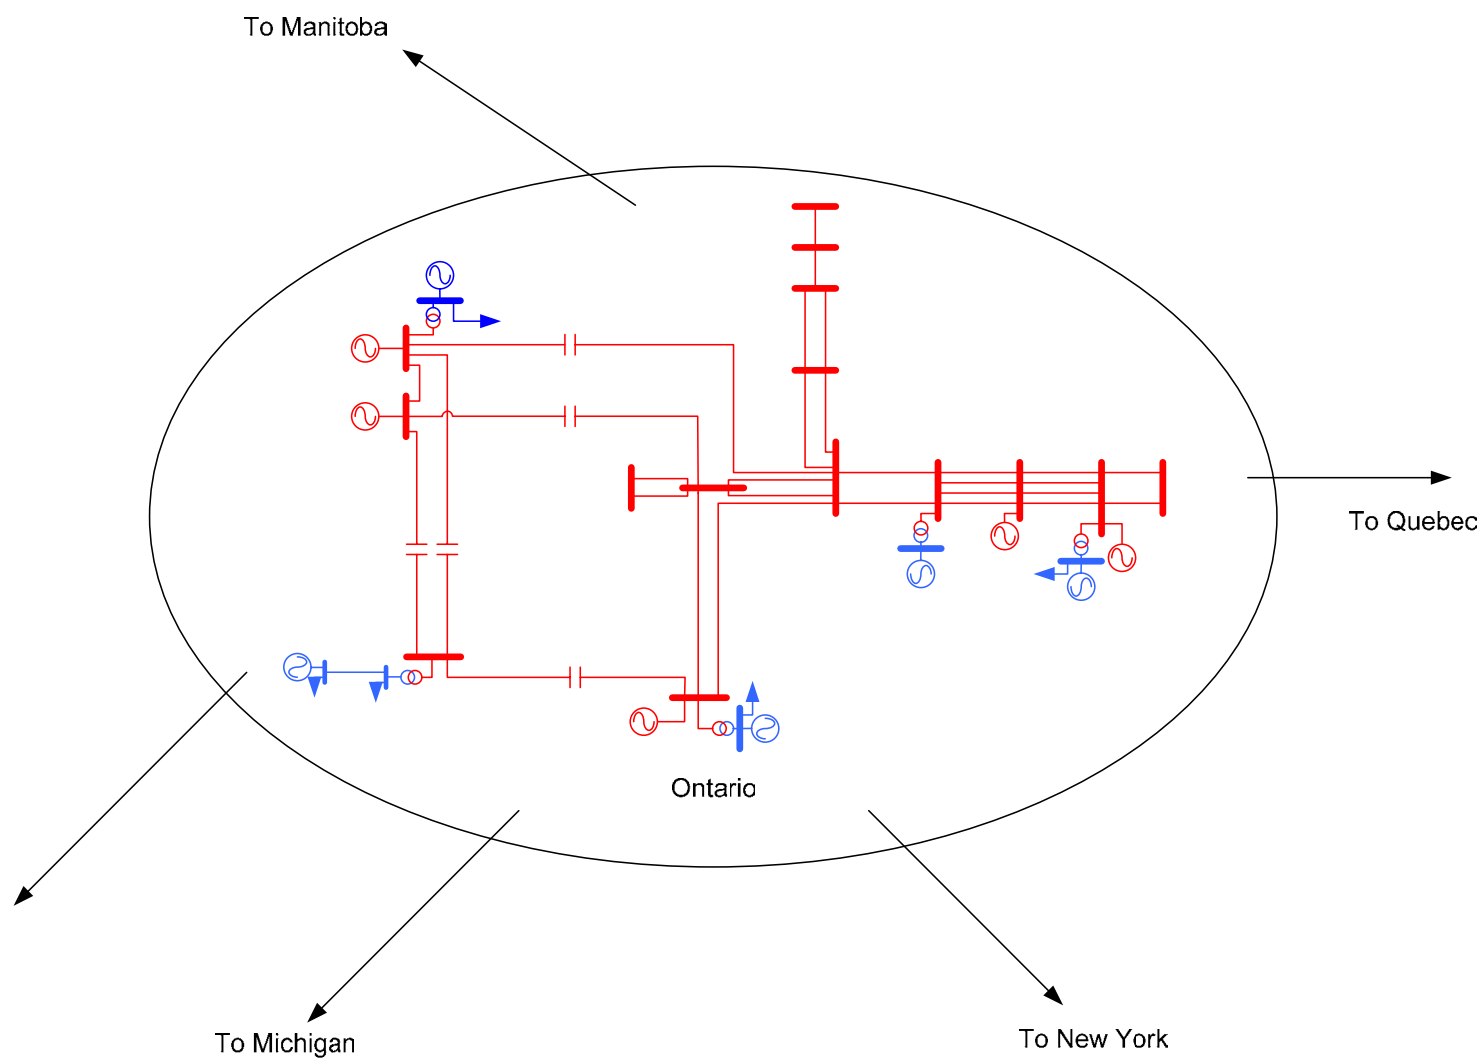 To Manitoba
To Quebec
Ontario
To Michigan
To New York